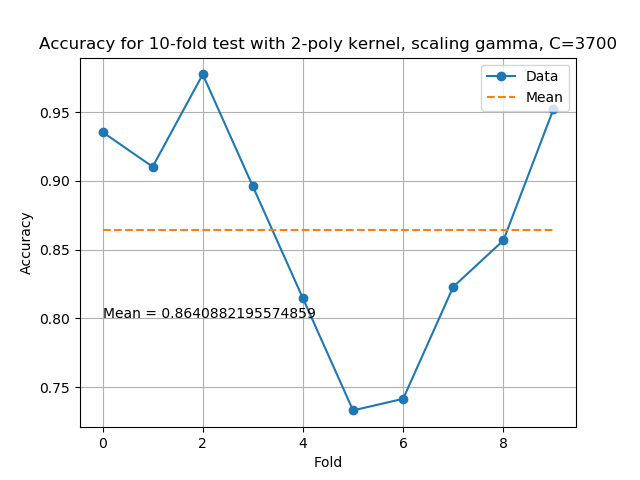 Accuracy for 10-fold test with 2-poly kernel, scaling gamma, C=3700
Data
Mean
0.95
0.90
0.85
0.80
0.75
Accuracy
Mean = 0.8640882195574859
0 2 4 6 8
Fold